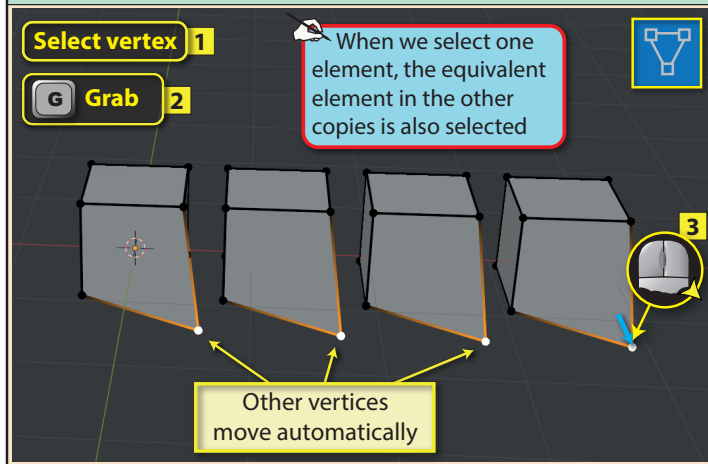 Select vertex 1
G Grab 2
When we select one
element, the equivalent
element in the other
copies is also selected
3
Other vertices
move automatically